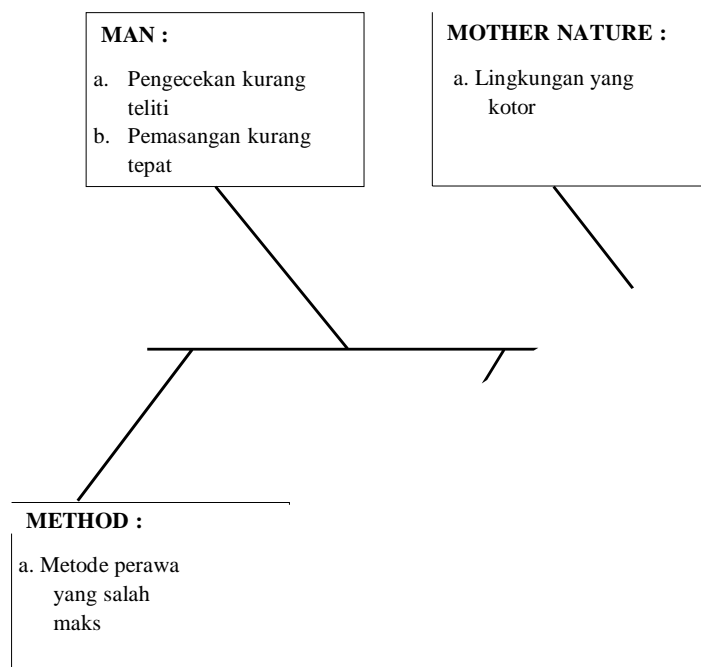 MAN :
a. Pengecekan kurang
teliti
b. Pemasangan kurang
tepat
MOTHER NATURE :
a. Lingkungan yang
kotor
METHOD :
a. Metode perawa
yang salah
maks